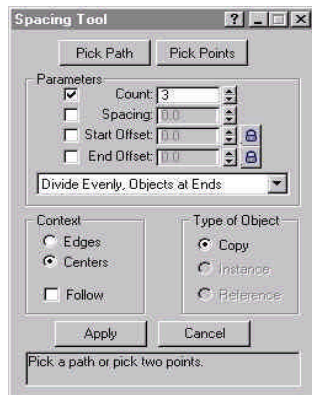 Spacing Tool
Pick Path Pick Points
Parameters
Count: 3
Spacing: 0.0
Start Offset: 0.0
End Offset: 0.0
Divide Evenly, Objects at Ends
Context
Edges
Centers
Follow
Type of Object
Copy
Instance
Reference
Apply Cancel
Pick a path or pick two points.